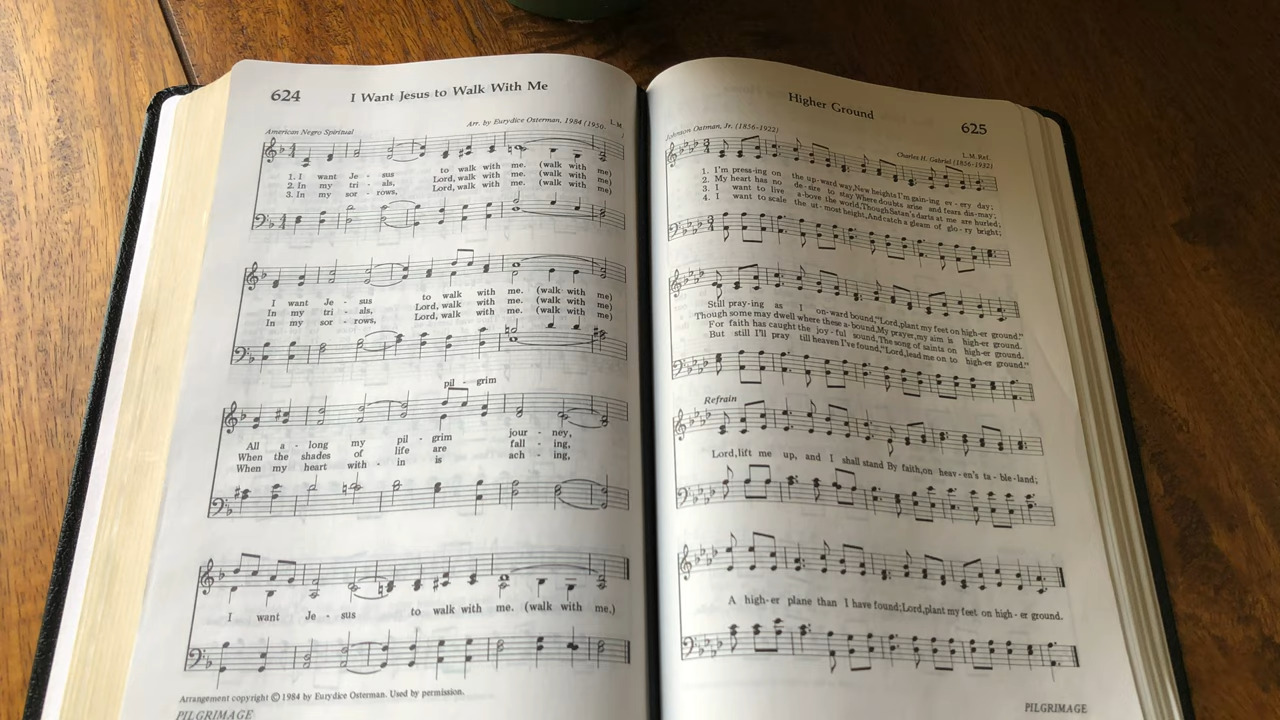 624
I Want Jesus to Walk With Me
American Negro Spiritual
Arr. by Eurydice Osterman, 1984 (1950- )
L.M.
1. I want Je - sus to walk with me. (walk with me)
2. In my tri - als, Lord, walk with me. (walk with me)
3. In my sor - rows, Lord, walk with me. (walk with me)
I want Je - sus to walk with me. (walk with me)
In my tri - als, Lord, walk with me. (walk with me)
In my sor - rows, Lord, walk with me. (walk with me)
pil - grim
All a - long my pil - grim jour - ney,
When the shades of life are fall - ing,
When my heart with - in is ach - ing,
I want Je - sus to walk with me. (walk with me.)
Arrangement copyright © 1984 by Eurydice Osterman. Used by permission.
PILGRIMAGE
Higher Ground
625
Johnson Oatman, Jr. (1856-1922)
L.M.Ref.
Charles H. Gabriel (1856-1932)
1. I'm press-ing on the up-ward way, New heights I'm gain-ing ev - ery day;
2. My heart has no de- sire to stay Where doubts arise and fears dis- may;
3. I want to live a-bove the world, Though Satan's darts at me are hurled;
4. I want to scale the ut- most height, And catch a gleam of glo - ry bright;
Still pray-ing as I on-ward bound, "Lord, plant my feet on high-er ground."
Though some may dwell where these a-bound, My prayer, my aim is high-er ground.
For faith has caught the joy-ful sound, The song of saints on high-er ground.
But still I'll pray till heaven I've found, "Lord, lead me on to high-er ground."
Refrain
Lord, lift me up, and I shall stand By faith, on heav-en's ta-ble-land;
A high-er plane than I have found; Lord, plant my feet on high-er ground.
PILGRIMAGE